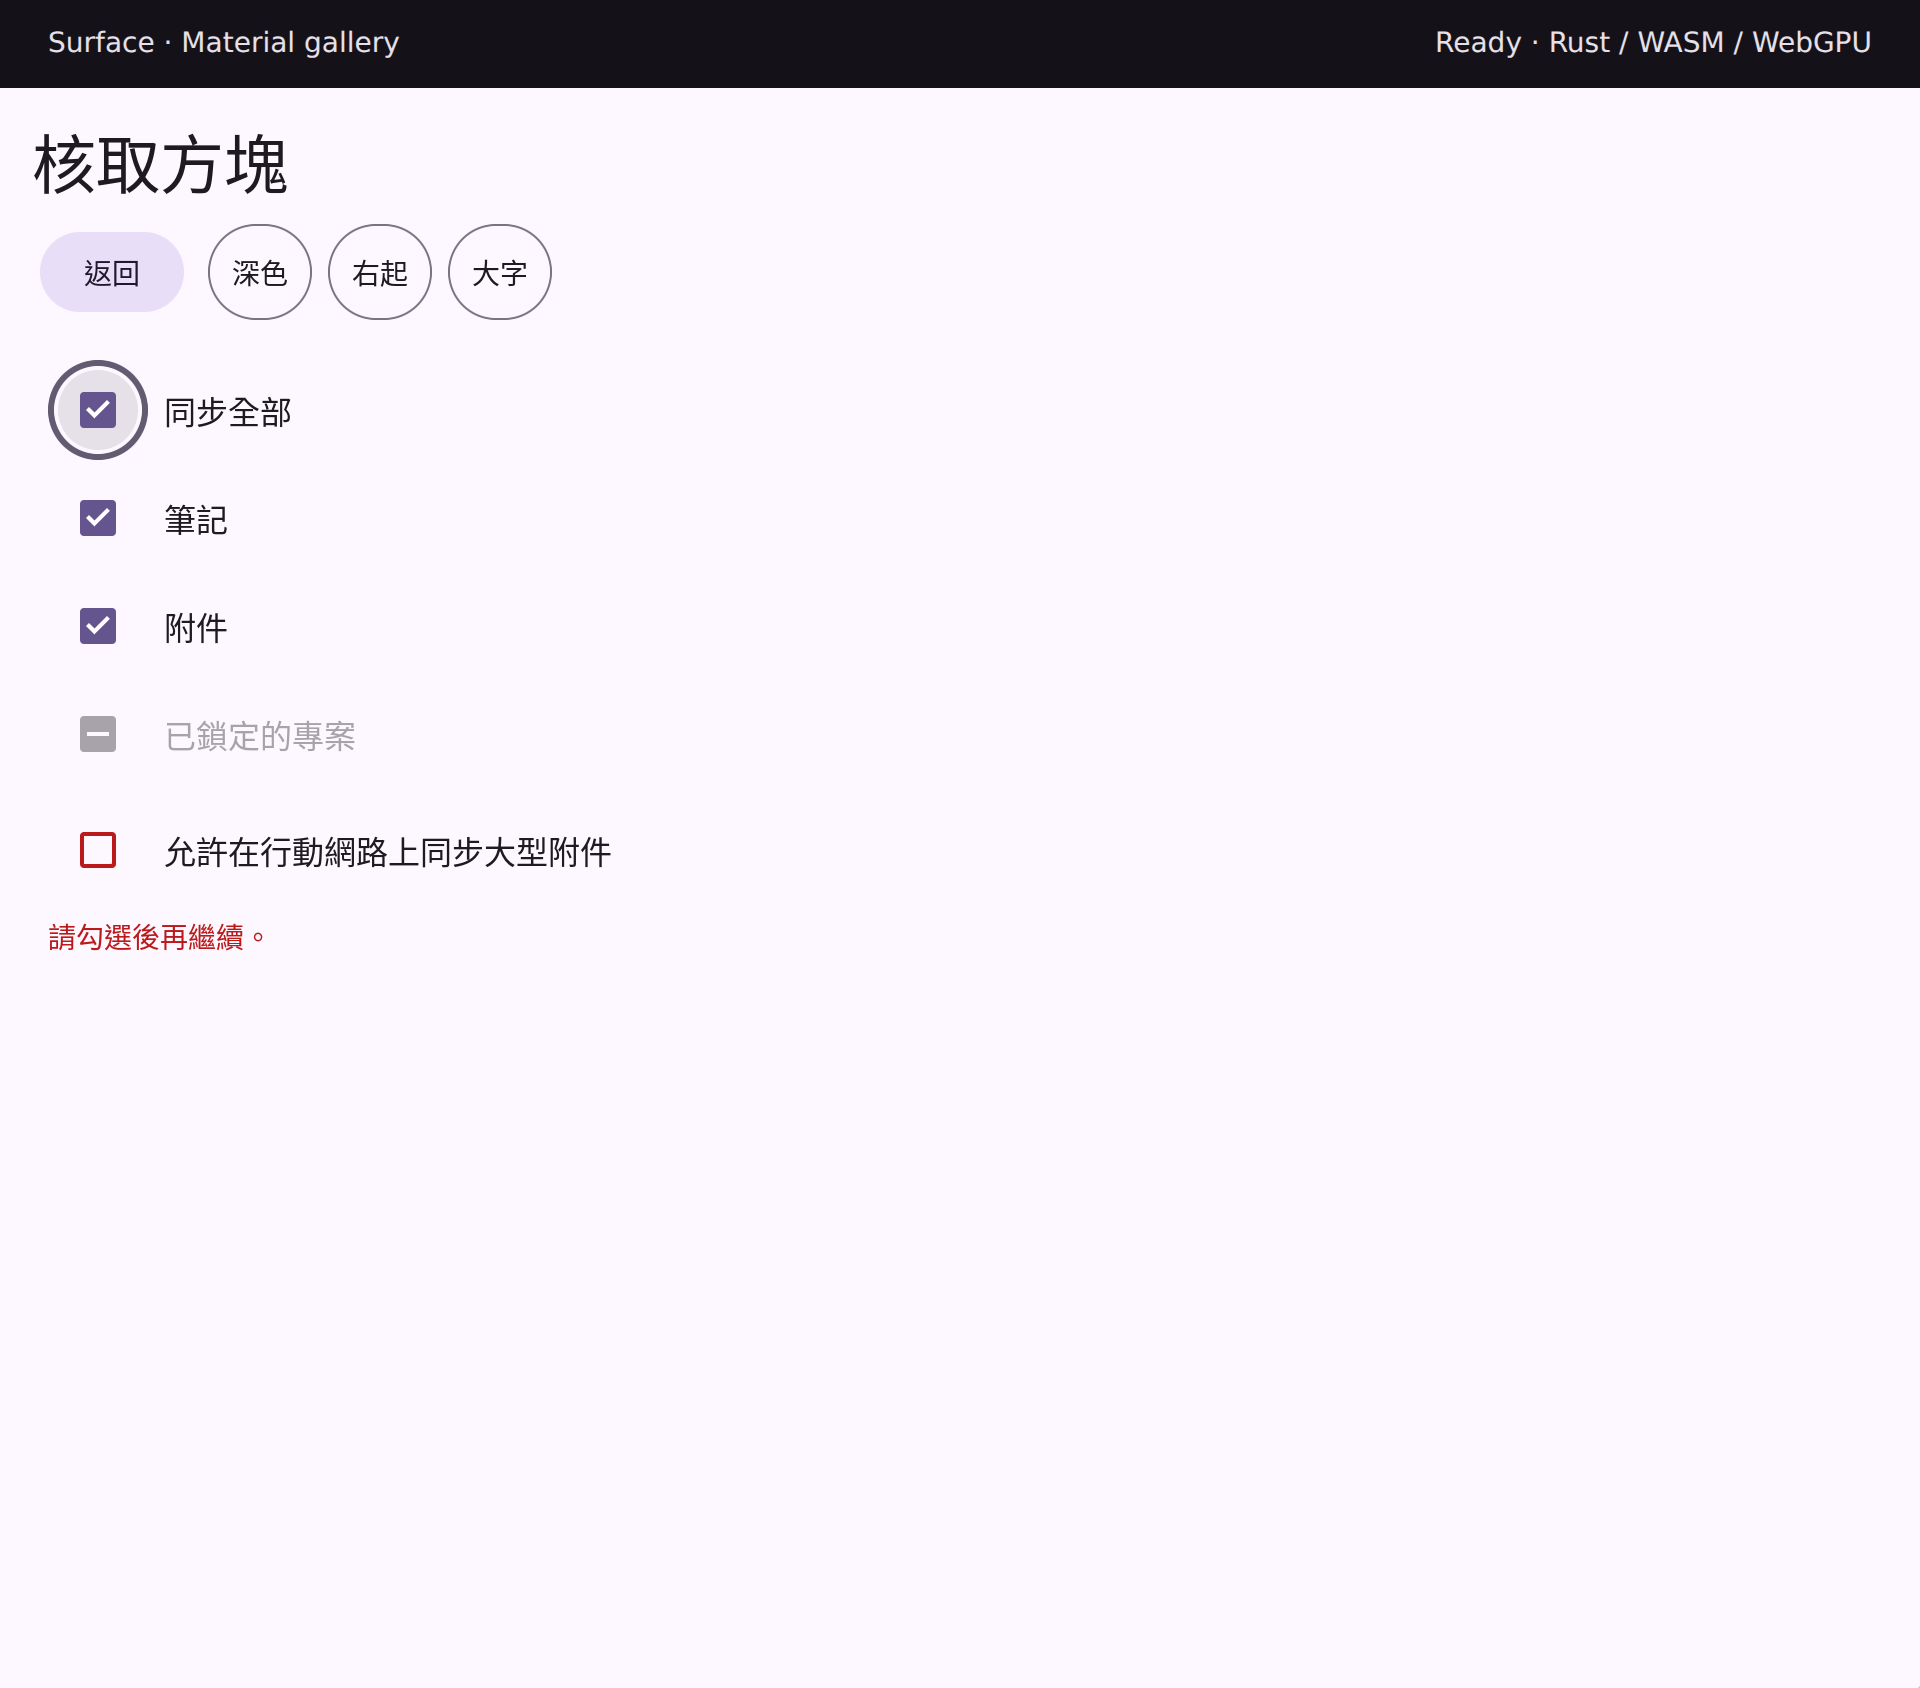 Surface · Material gallery
Ready · Rust / WASM / WebGPU
核取方塊
返回 深色 右起 大字
同步全部
筆記
附件
已鎖定的專案
允許在行動網路上同步大型附件
請勾選後再繼續。